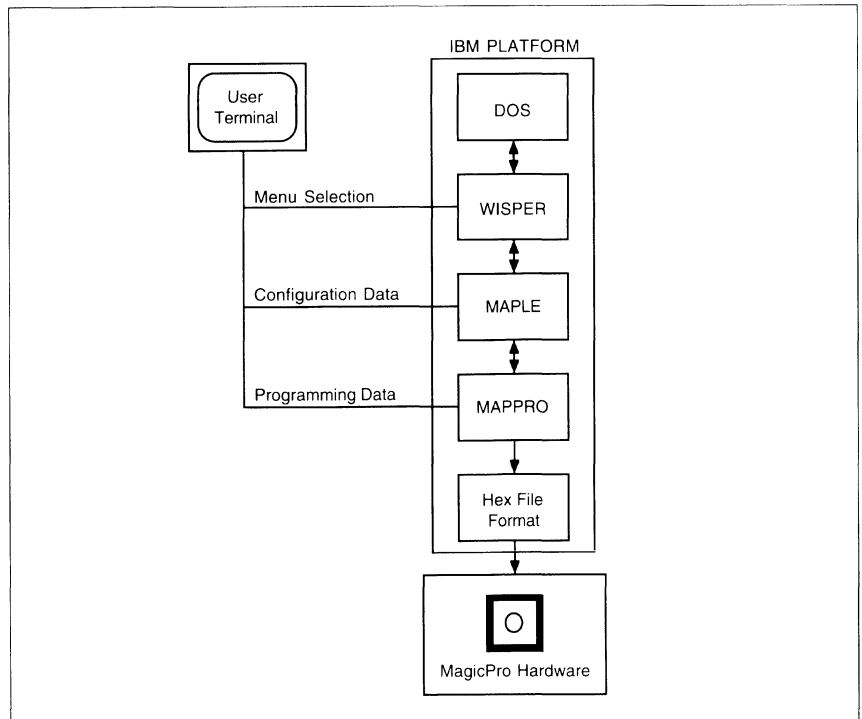 IBM PLATFORM
User
Terminal
DOS
Menu Selection
WISPER
Configuration Data
MAPLE
Programming Data
MAPPRO
Hex File
Format
MagicPro Hardware